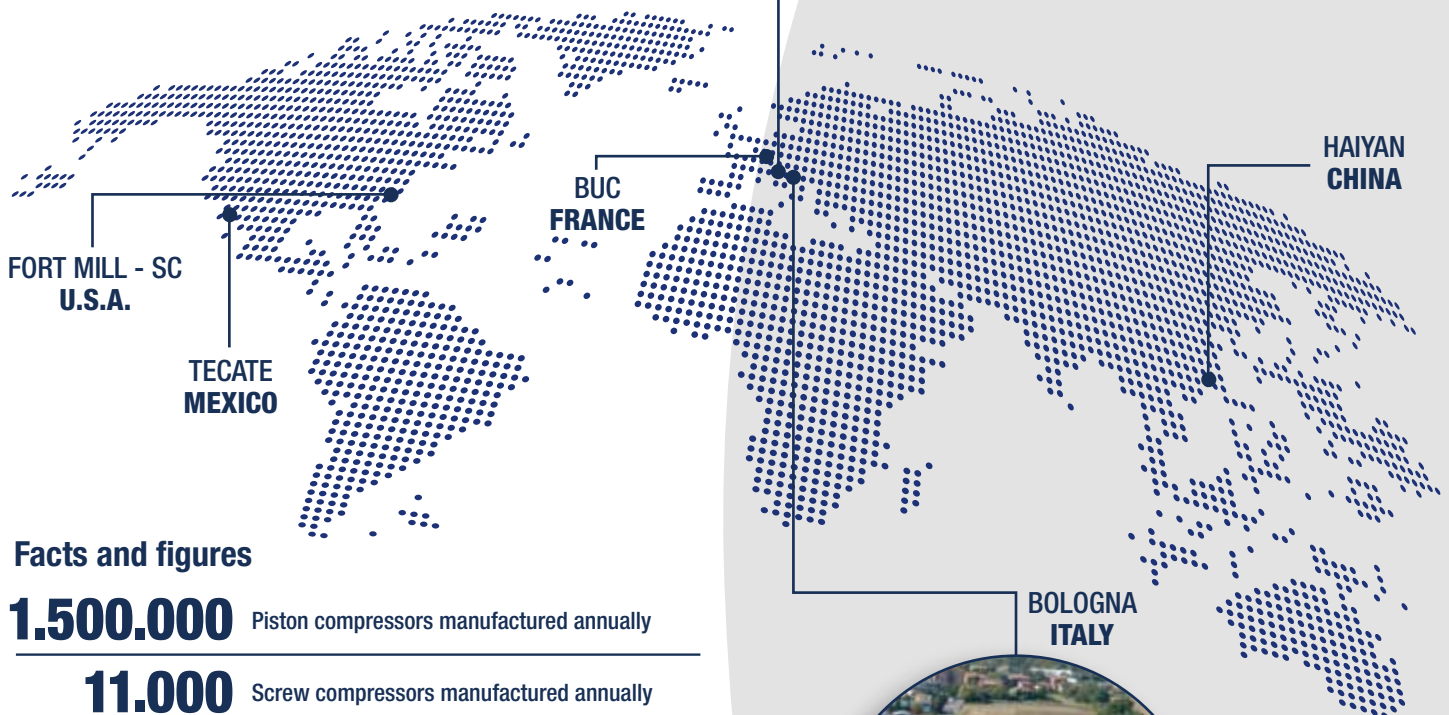 HAIYAN
CHINA
BUC
FRANCE
FORT MILL - SC
U.S.A.
TECATE
MEXICO
Facts and figures
1.500.000 Piston compressors manufactured annually
11.000 Screw compressors manufactured annually
BOLOGNA
ITALY